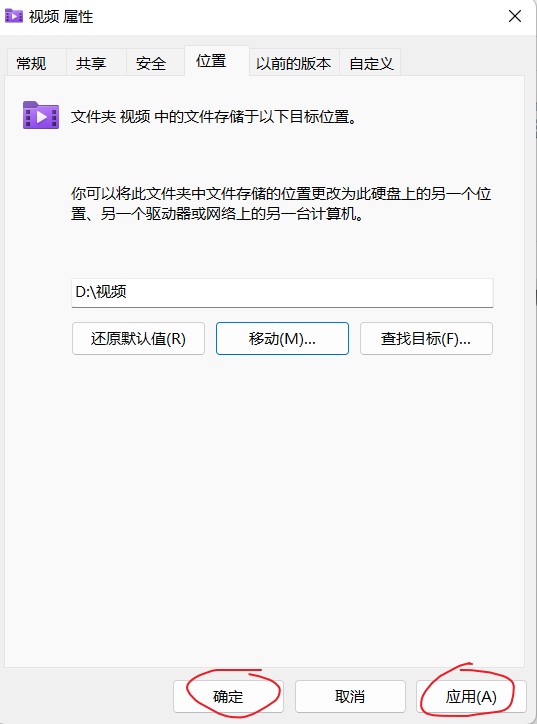 视频 属性
常规 共享 安全 位置 以前的版本 自定义
文件夹 视频 中的文件存储于以下目标位置。
你可以将此文件夹中文件存储的位置更改为此硬盘上的另一个位
置、另一个驱动器或网络上的另一台计算机。
D:\视频
还原默认值(R) 移动(M)... 查找目标(F)...
确定 取消 应用(A)